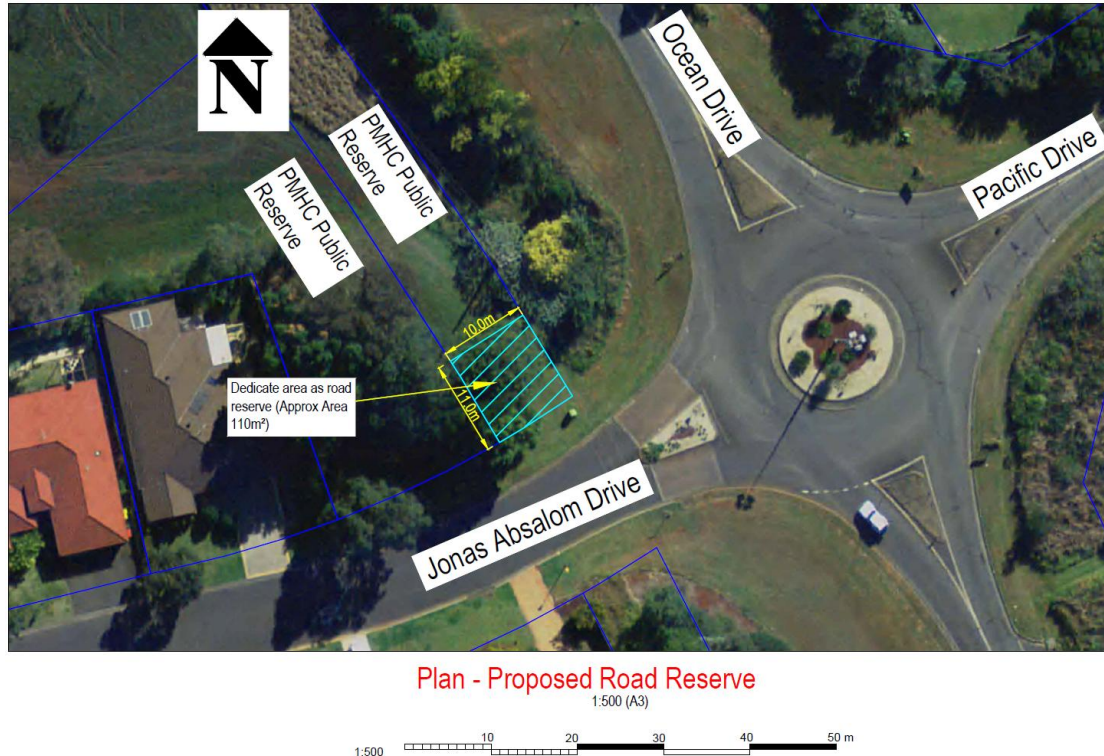 N
Ocean Drive
Pacific Drive
PMHC Public
Reserve
PMHC Public
Reserve
10.0m
11.0m
Dedicate area as road
reserve (Approx Area
110m²)
Jonas Absalom Drive
Plan - Proposed Road Reserve
1:500 (A3)
1:500
10
20
30
40
50 m